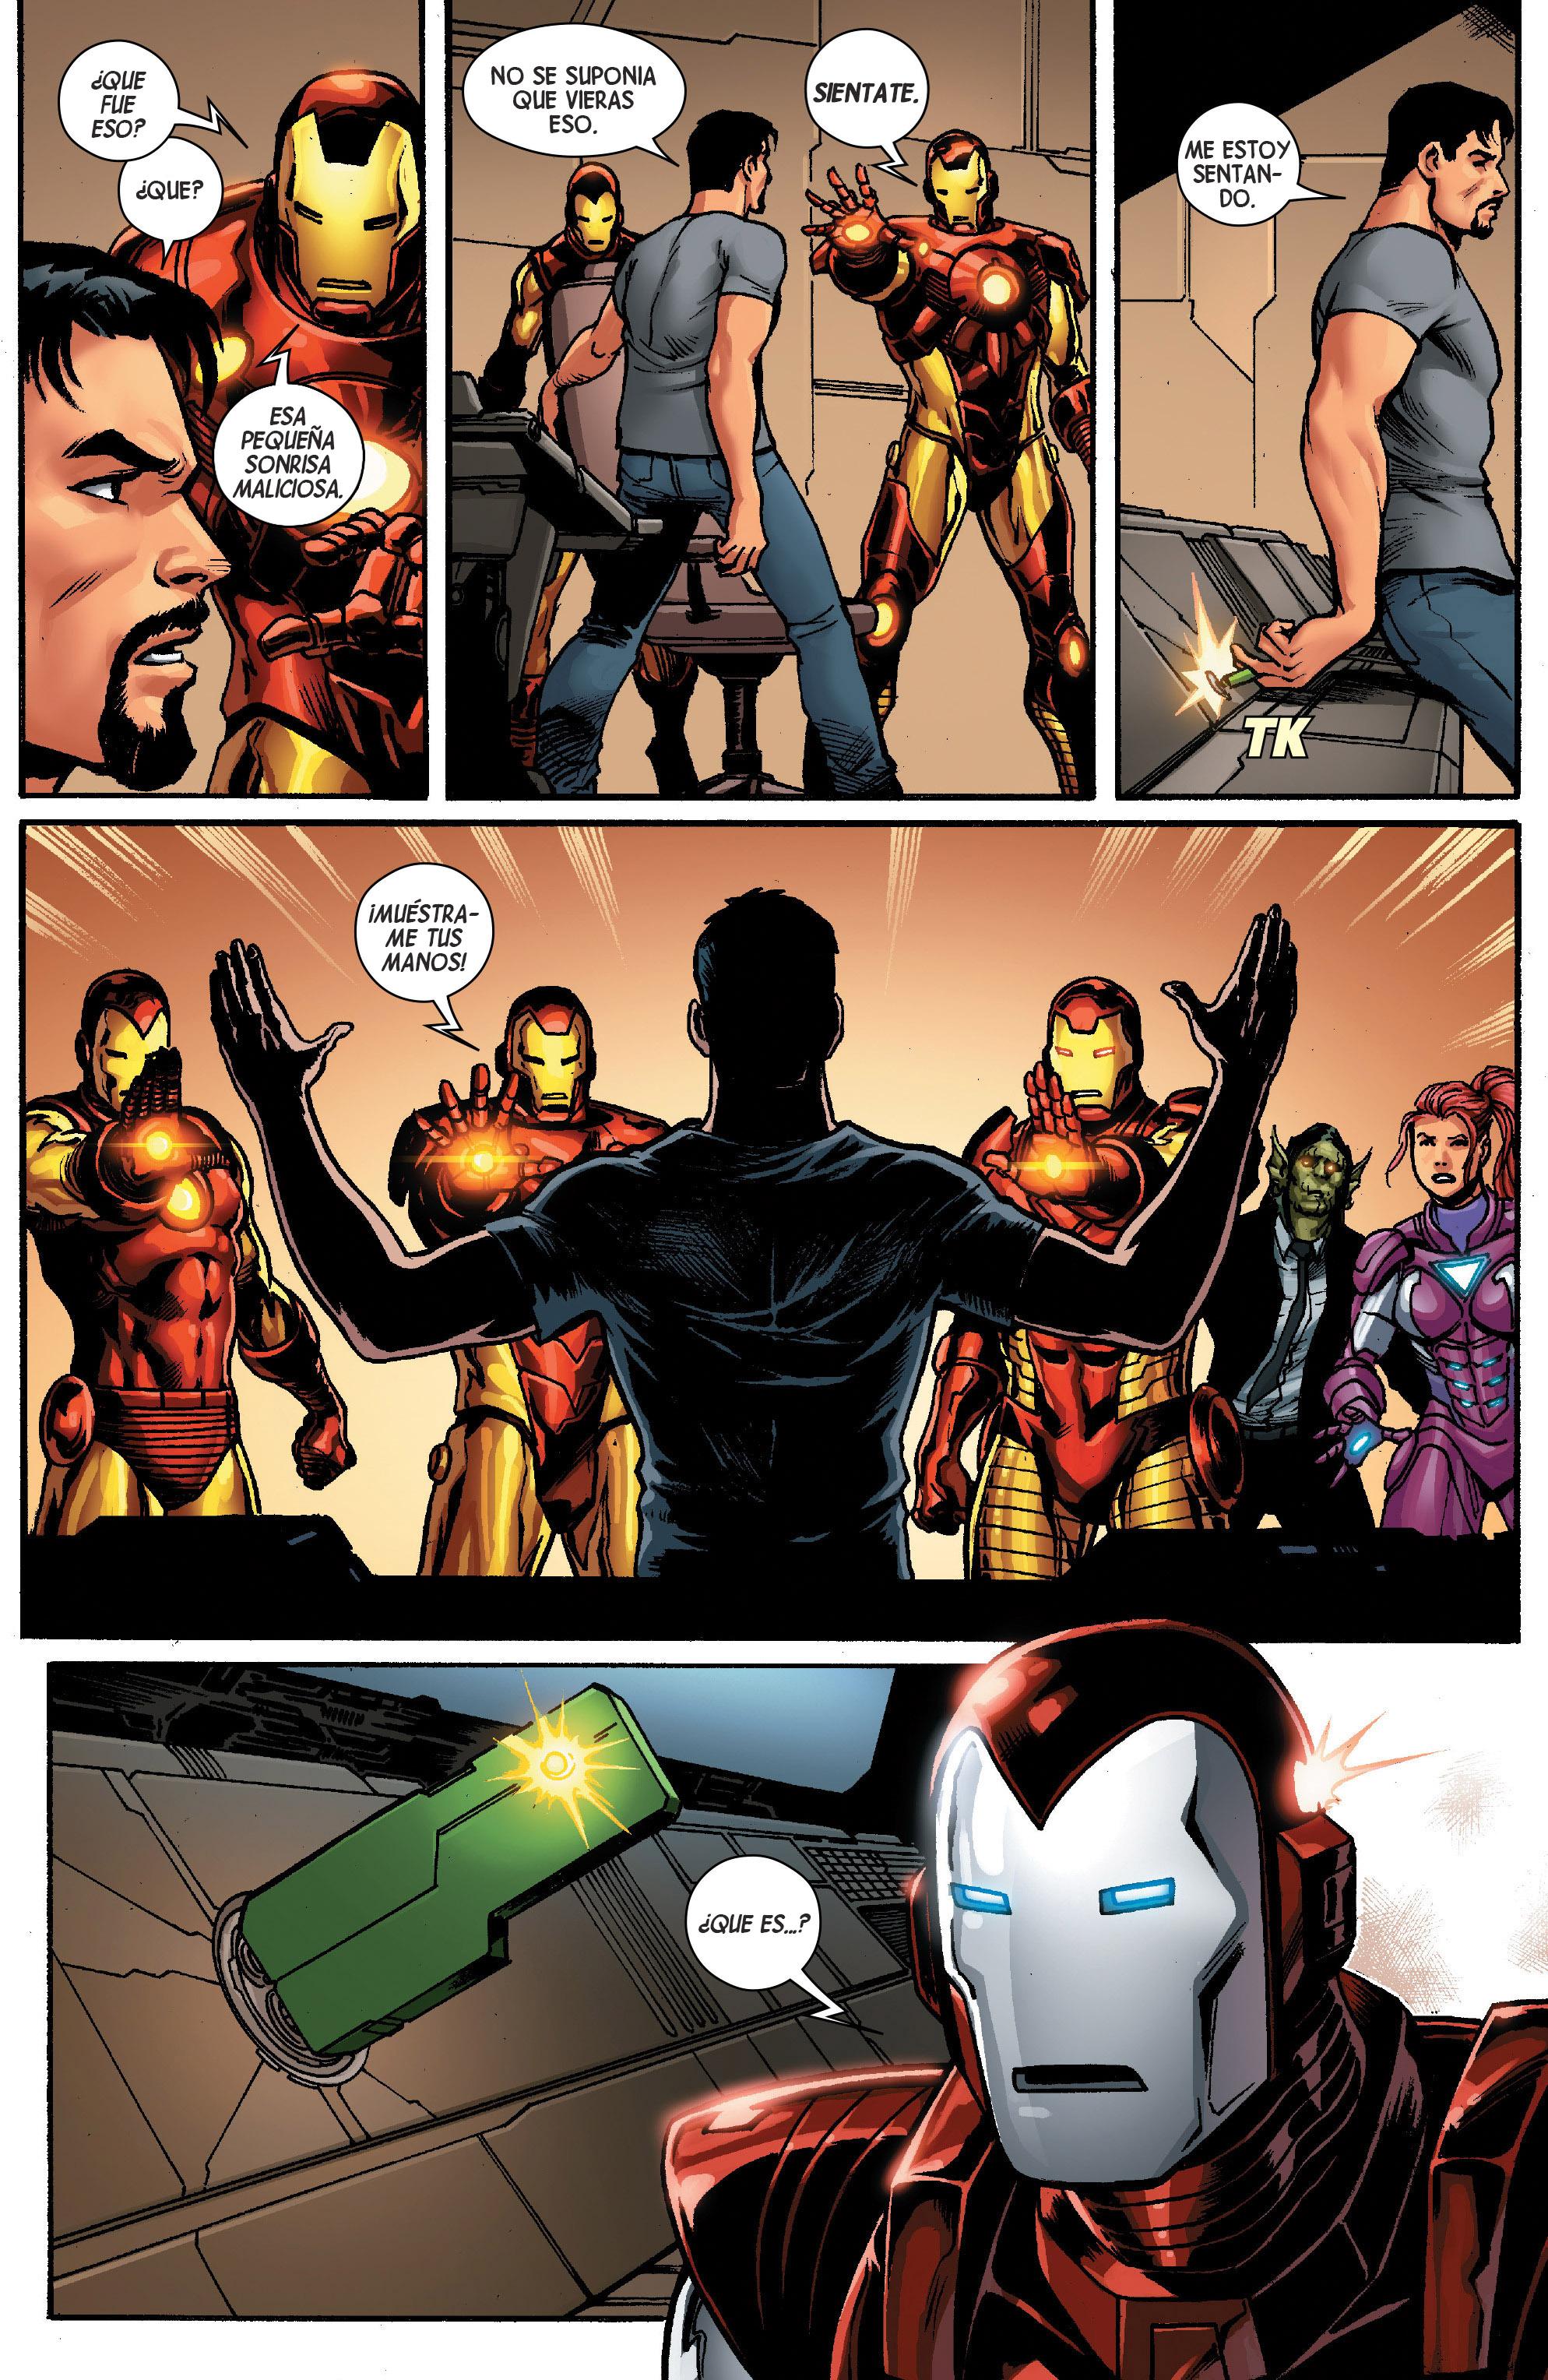 ¿QUE
FUE
ESO?
¿QUE?
ESA
PEQUEÑA
SONRISA
MALICIOSA.
NO SE SUPONIA
QUE VIERAS
ESO.
SIENTATE.
ME ESTOY
SENTAN-
DO.
TK
¡MUÉSTRA-
ME TUS
MANOS!
¿QUE ES...?